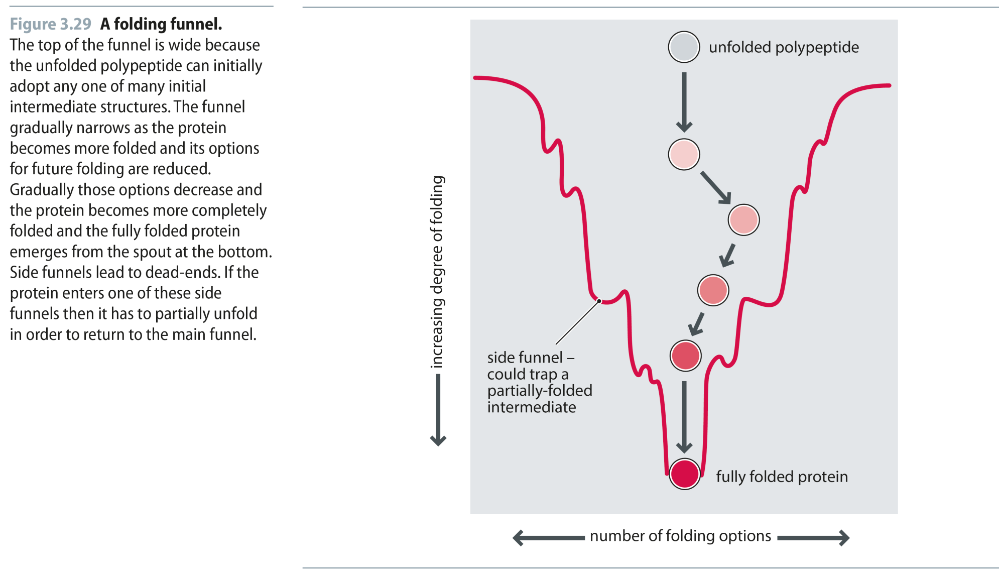 Figure 3.29 A folding funnel.
The top of the funnel is wide because
the unfolded polypeptide can initially
adopt any one of many initial
intermediate structures. The funnel
gradually narrows as the protein
becomes more folded and its options
for future folding are reduced.
Gradually those options decrease and
the protein becomes more completely
folded and the fully folded protein
emerges from the spout at the bottom.
Side funnels lead to dead-ends. If the
protein enters one of these side
funnels then it has to partially unfold
in order to return to the main funnel.
unfolded polypeptide
increasing degree of folding
side funnel –
could trap a
partially-folded
intermediate
fully folded protein
number of folding options